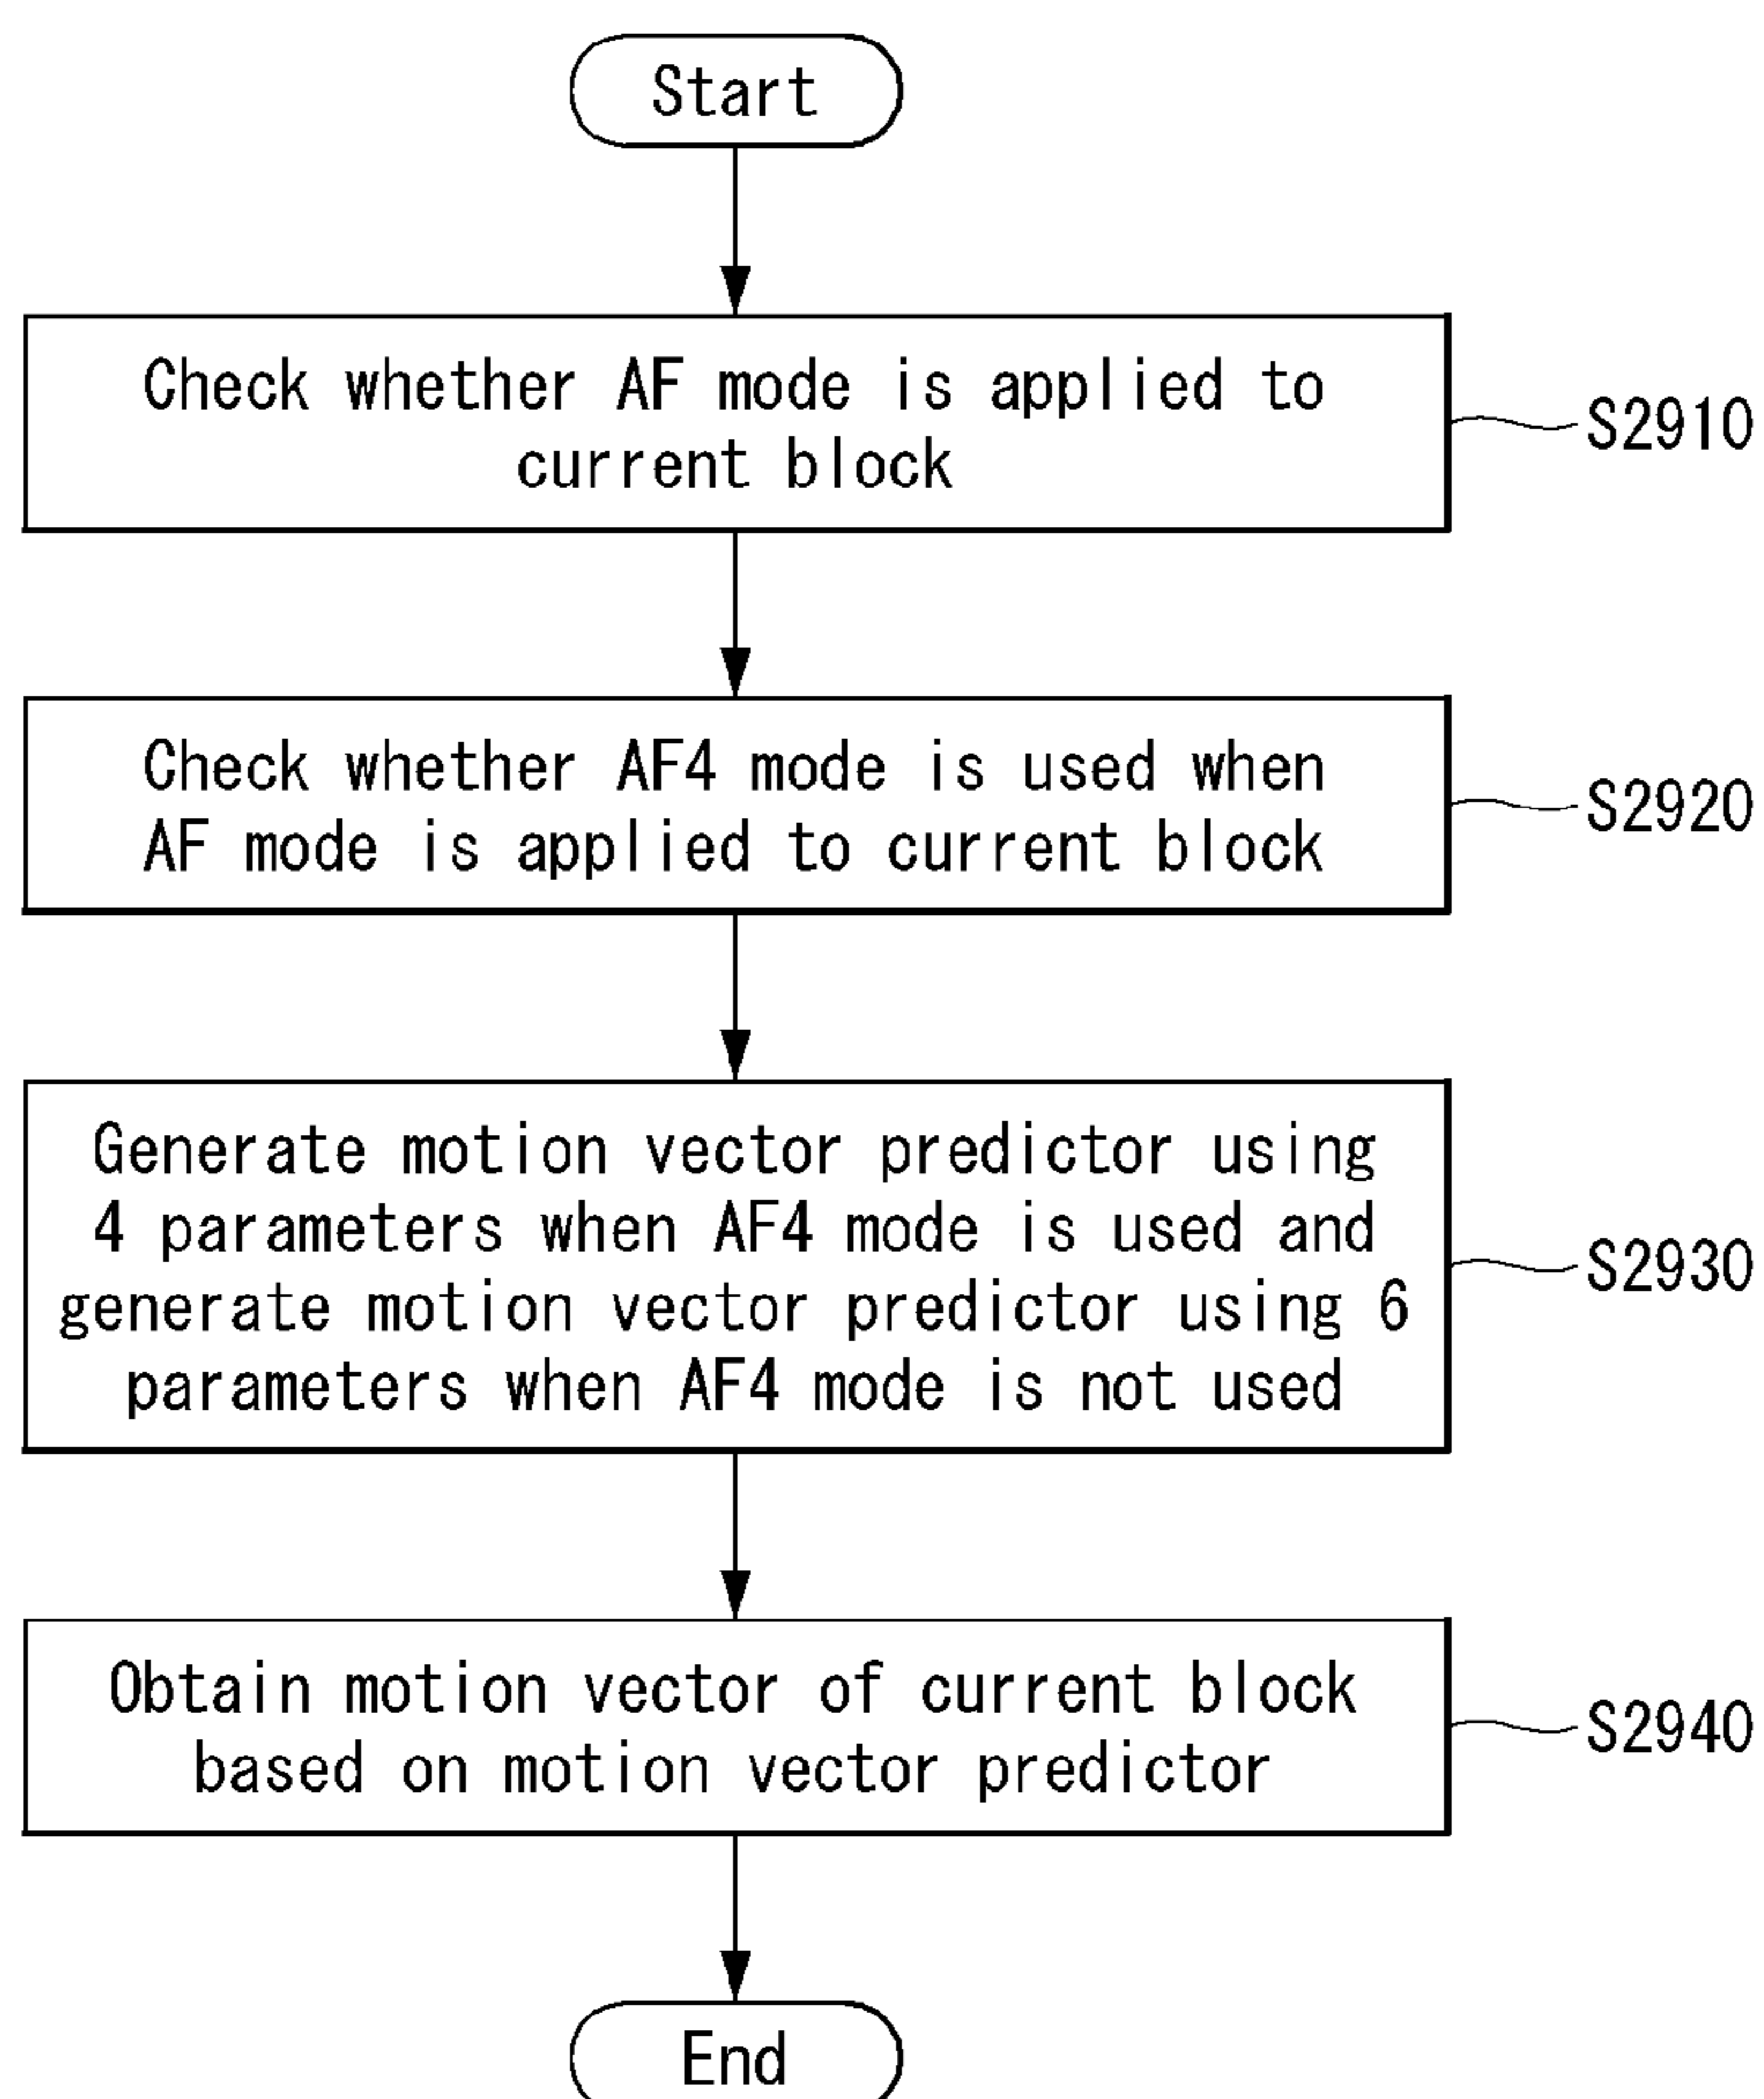 Start
Check whether AF mode is applied to
current block
S2910
Check whether AF4 mode is used when
AF mode is applied to current block
S2920
Generate motion vector predictor using
4 parameters when AF4 mode is used and
generate motion vector predictor using 6
parameters when AF4 mode is not used
S2930
Obtain motion vector of current block
based on motion vector predictor
S2940
End